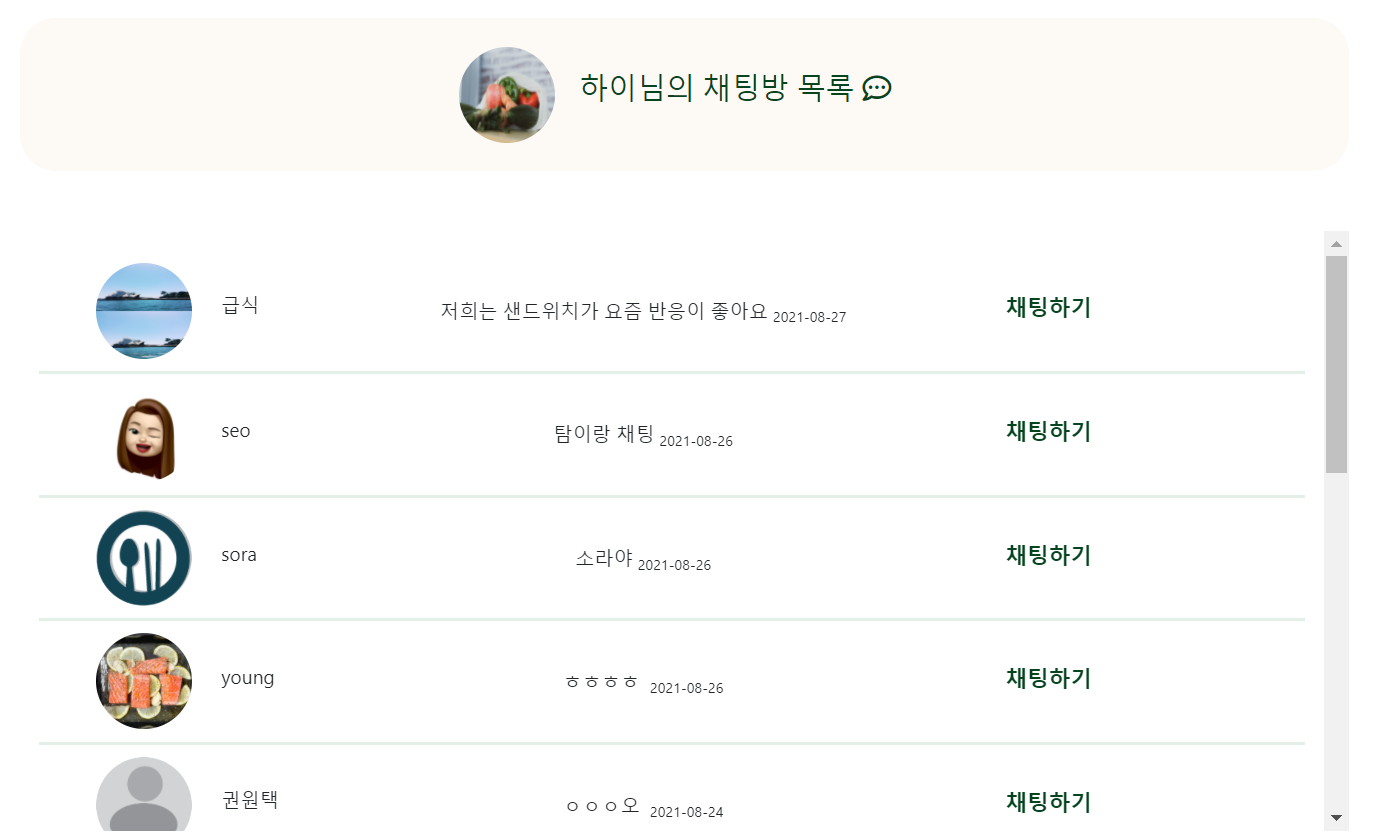 하이님의 채팅방 목록
급식 저희는 샌드위치가 요즘 반응이 좋아요 2021-08-27 채팅하기
seo 탐이랑 채팅 2021-08-26 채팅하기
sora 소라야 2021-08-26 채팅하기
young ㅎㅎㅎㅎ 2021-08-26 채팅하기
권원택 ㅇㅇㅇ오 2021-08-24 채팅하기